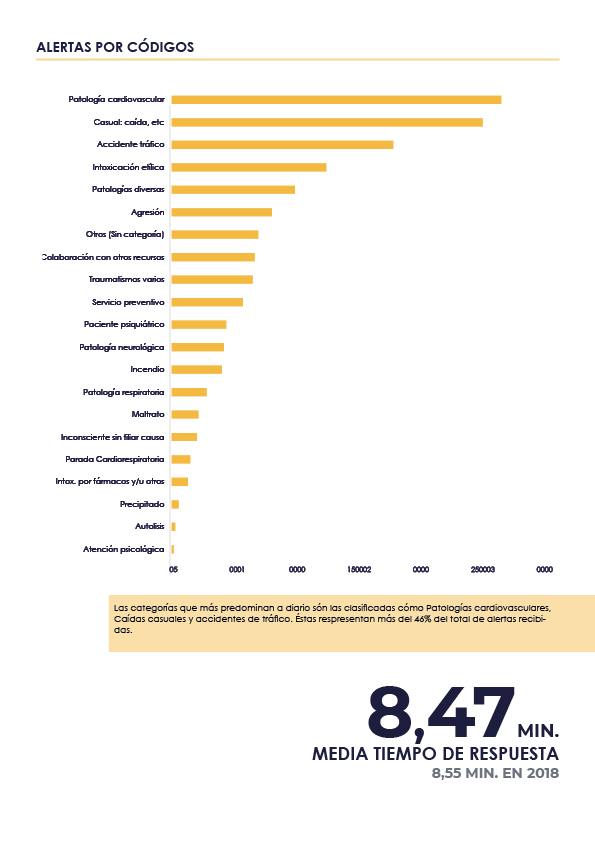 ALERTAS POR CÓDIGOS
Patología cardiovascular
Casual: caída, etc
Accidente tráfico
Intoxicación etílica
Patologías diversas
Agresión
Otros (Sin categoría)
Colaboración con otros recursos
Traumatismos varios
Servicio preventivo
Paciente psiquiátrico
Patología neurológica
Incendio
Patología respiratoria
Maltrato
Inconsciente sin filiar causa
Parada Cardiorespiratoria
Intox. por fármacos y/u otros
Precipitado
Autolisis
Atención psicológica
05 0001 0000 150002 0000 250003 0000
Las categorías que más predominan a diario són las clasificadas cómo Patologías cardiovasculares,
Caídas casuales y accidentes de tráfico. Éstas respresentan más del 46% del total de alertas recibi-
das.
8,47 MIN.
MEDIA TIEMPO DE RESPUESTA
8,55 MIN. EN 2018